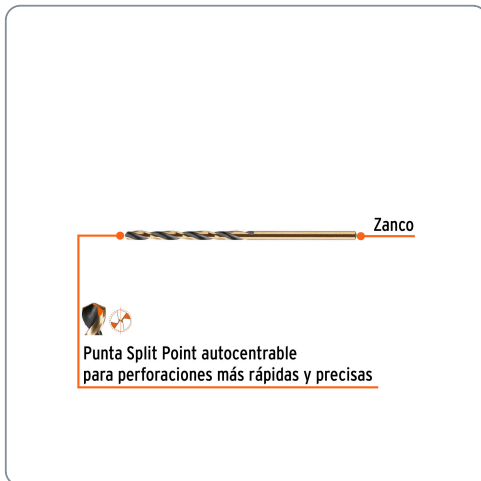 Zanco
Punta Split Point autocentrable
para perforaciones más rápidas y precisas